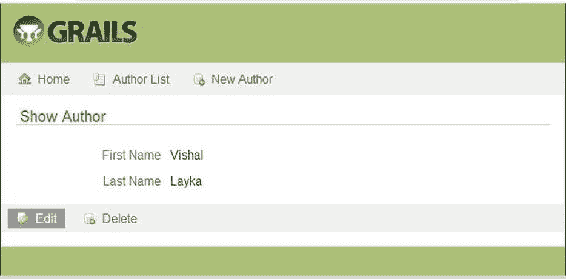 GRAILS
Home Author List New Author
Show Author
First Name Vishal
Last Name Layka
Edit Delete